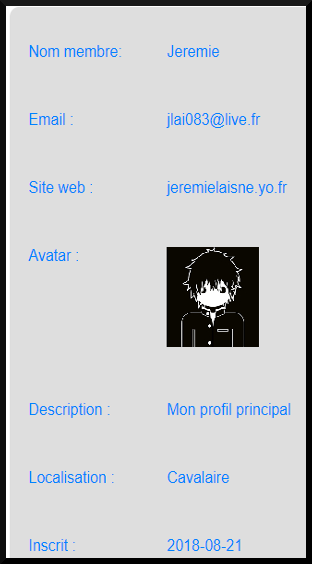 Nom membre: Jeremie
Email : jlai083@live.fr
Site web : jeremielaisne.yo.fr
Avatar :
Description : Mon profil principal
Localisation : Cavalaire
Inscrit : 2018-08-21